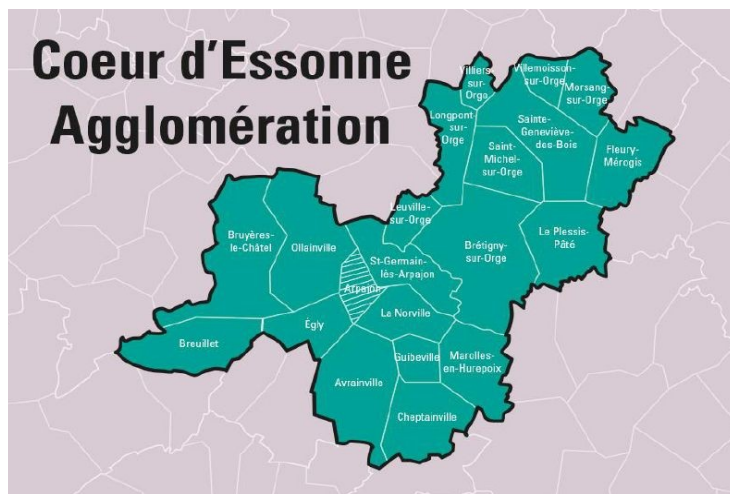 Coeur d'Essonne
Agglomération
Villiers
sur-
Orge
Villemoisson-
sur-Orge
Morsang-
sur-Orge
Longpont-
sur-
Orge
Sainte-
Geneviève-
des-Bois
Saint-
Michel-
sur-Orge
Fleury-
Mérogis
Leuville-
sur-Orge
Bruyères-
le-Châtel
Ollainville
Brétigny-
sur-Orge
Le Plessis-
Pâté
St-Germain-
lès-Arpajon
Arpajon
La Norville
Égly
Breuillet
Guibeville
Marolles-
en-Hurepoix
Avrainville
Cheptainville